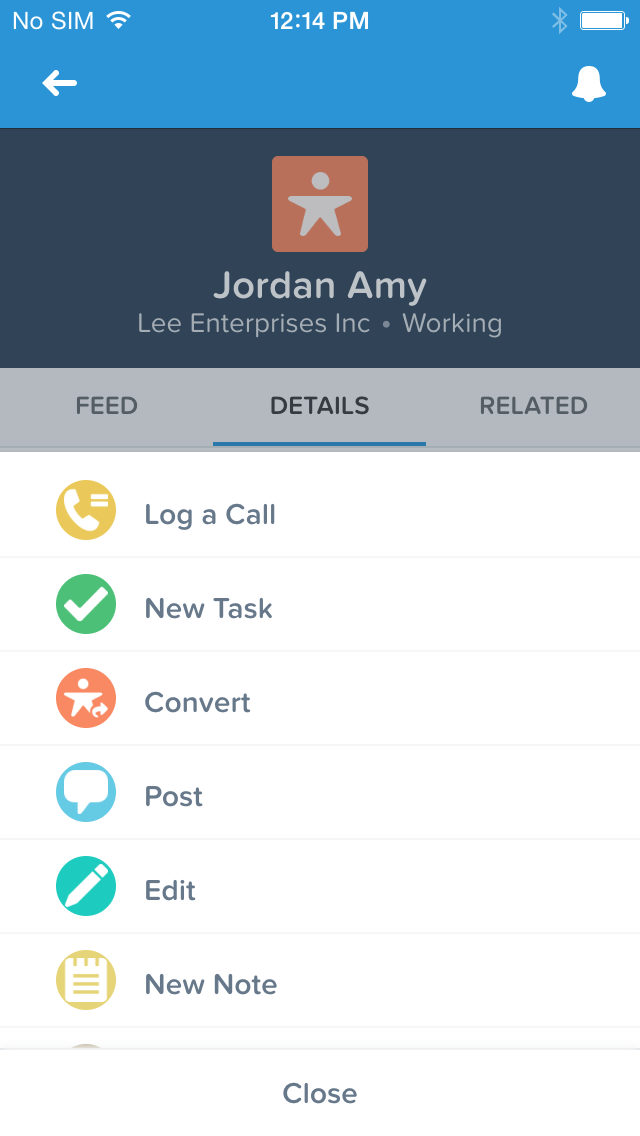 No SIM 12:14 PM
Jordan Amy
Lee Enterprises Inc • Working
FEED DETAILS RELATED
Log a Call
New Task
Convert
Post
Edit
New Note
Close